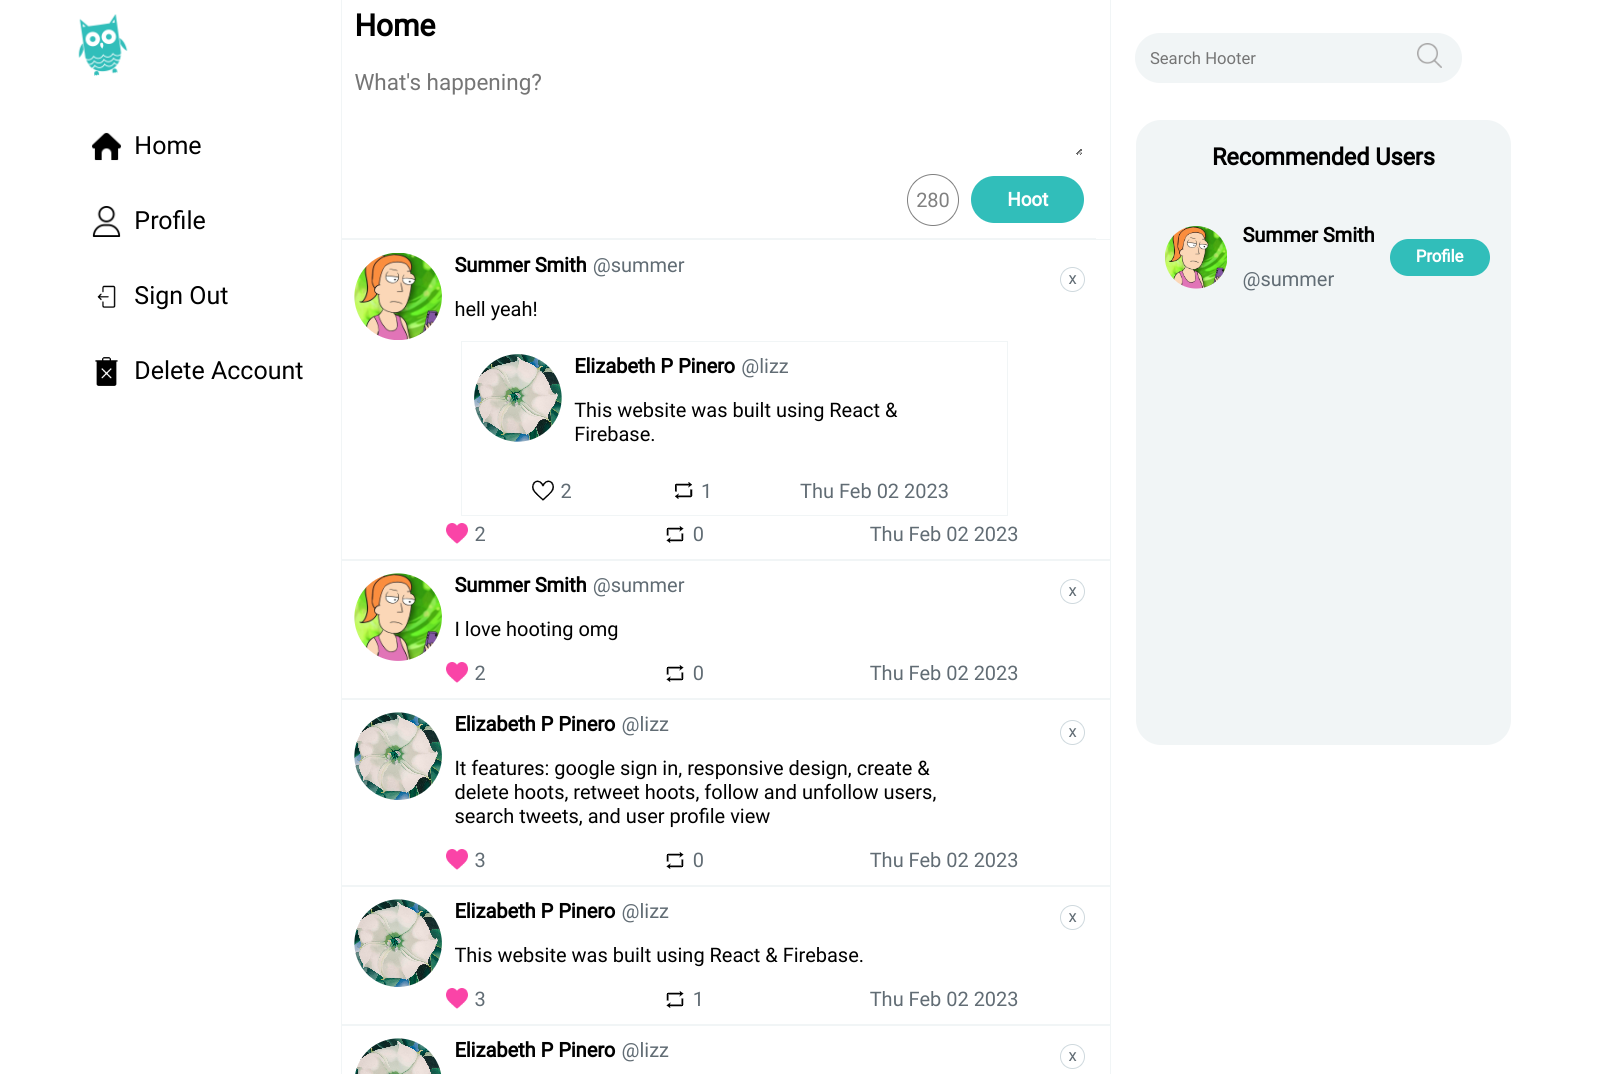 Home
Profile
Sign Out
Delete Account
Home
What's happening?
280
Hoot
Summer Smith @summer
x
hell yeah!
Elizabeth P Pinero @lizz
This website was built using React &
Firebase.
2 1 Thu Feb 02 2023
2 0 Thu Feb 02 2023
Summer Smith @summer
x
I love hooting omg
2 0 Thu Feb 02 2023
Elizabeth P Pinero @lizz
x
It features: google sign in, responsive design, create &
delete hoots, retweet hoots, follow and unfollow users,
search tweets, and user profile view
3 0 Thu Feb 02 2023
Elizabeth P Pinero @lizz
x
This website was built using React & Firebase.
3 1 Thu Feb 02 2023
Elizabeth P Pinero @lizz
x
Search Hooter
Recommended Users
Summer Smith
@summer
Profile